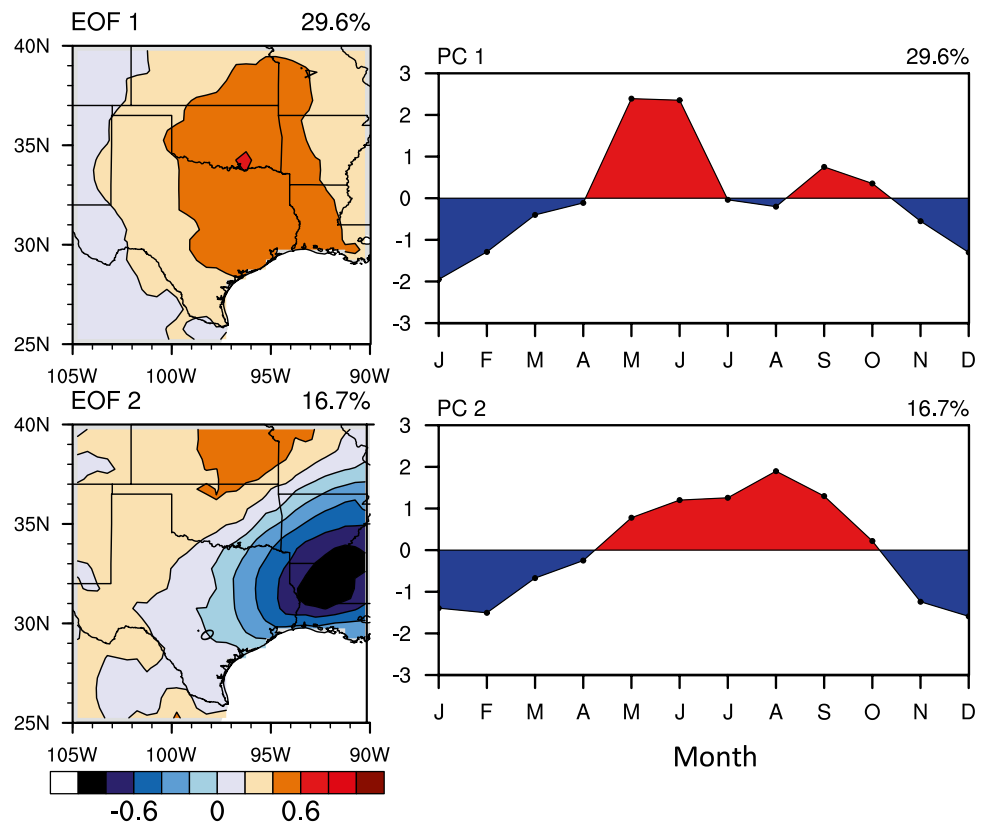 EOF 1 29.6%
40N
35N
30N
25N
105W 100W 95W 90W
PC 1 29.6%
3
2
1
0
-1
-2
-3
J F M A M J J A S O N D
EOF 2 16.7%
40N
35N
30N
25N
105W 100W 95W 90W
-0.6 0 0.6
PC 2 16.7%
3
2
1
0
-1
-2
-3
J F M A M J J A S O N D
Month